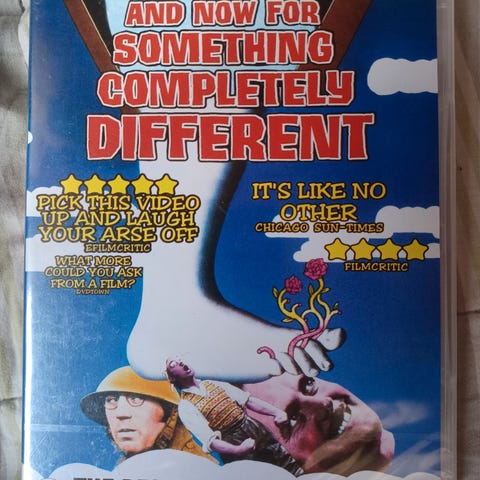 AND NOW FOR
SOMETHING
COMPLETELY
DIFFERENT
PICK THIS VIDEO
UP AND LAUGH
YOUR ARSE OFF
EFILMCRITIC
WHAT MORE
COULD YOU ASK
FROM A FILM?
DVDTOWN
IT'S LIKE NO
OTHER
CHICAGO SUN-TIMES
FILMCRITIC
THE